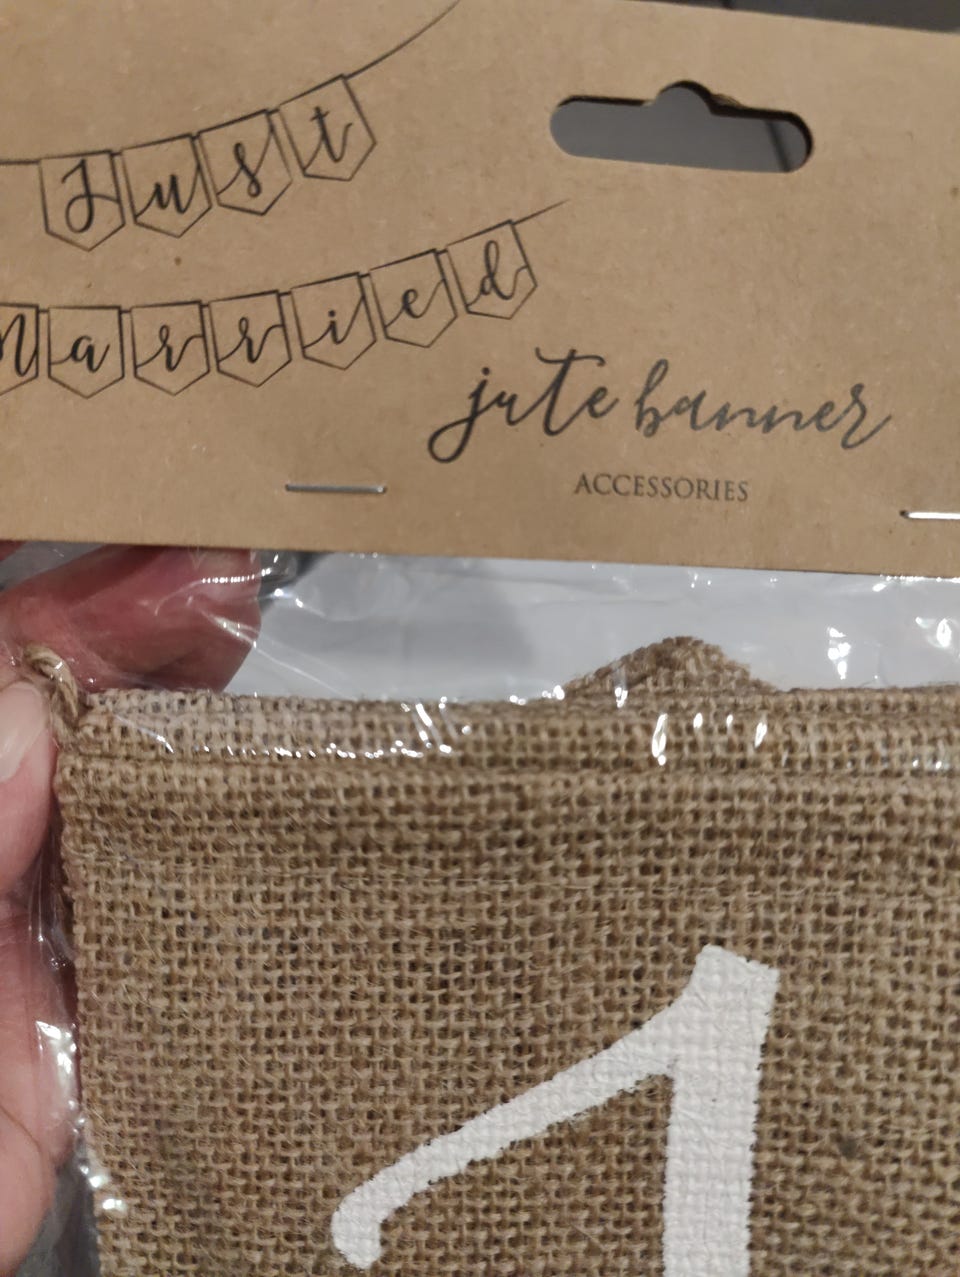 Just
Married
jute banner
ACCESSORIES
J